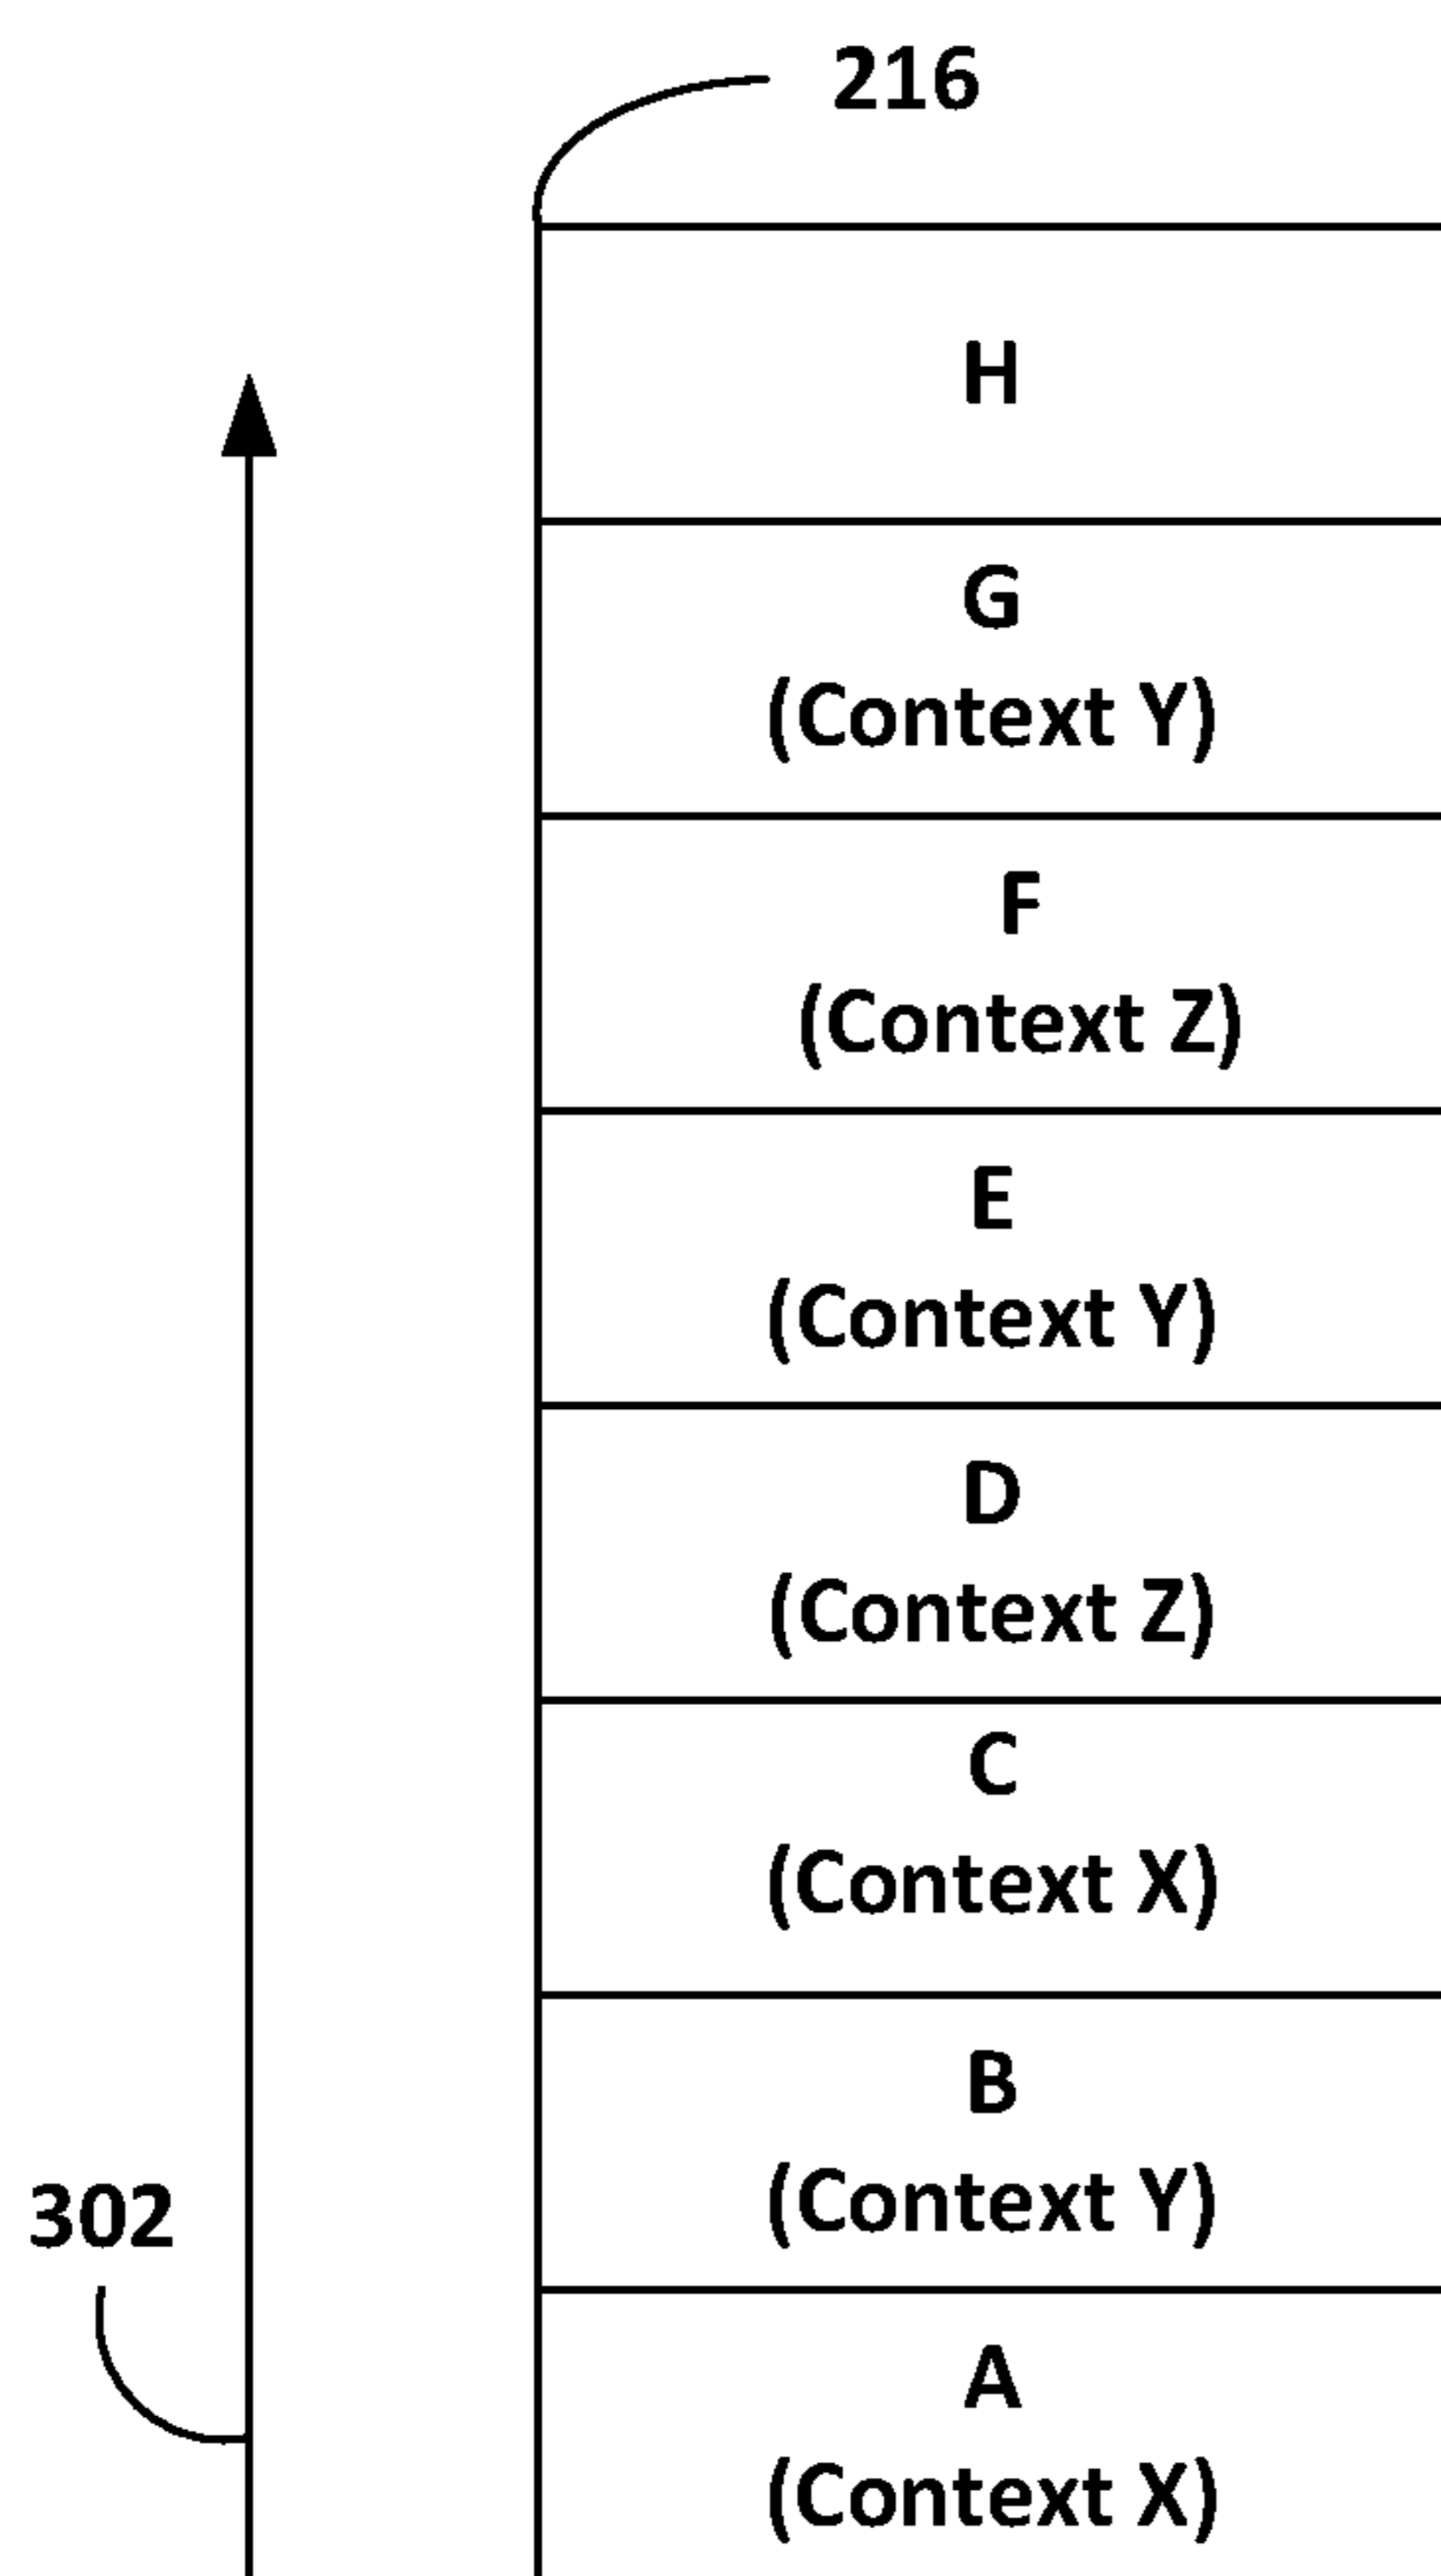 216
H
G
(Context Y)
F
(Context Z)
E
(Context Y)
D
(Context Z)
C
(Context X)
B
(Context Y)
302
A
(Context X)